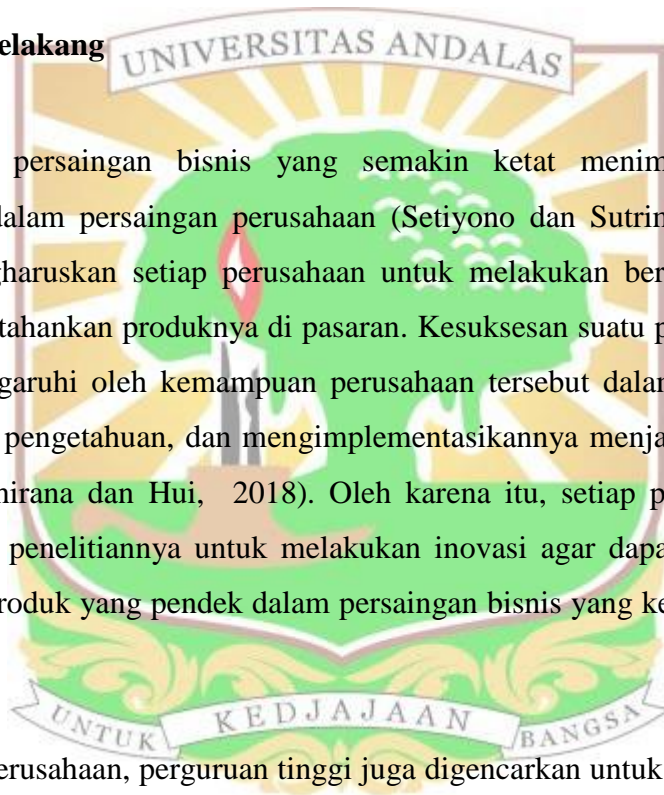 elakang
UNIVERSITAS ANDALAS
persaingan bisnis yang semakin ketat menim
dalam persaingan perusahaan (Setiyono dan Sutrin
gharuskan setiap perusahaan untuk melakukan ber
tahankan produknya di pasaran. Kesuksesan suatu p
garuhi oleh kemampuan perusahaan tersebut dalam
pengetahuan, dan mengimplementasikannya menja
nirana dan Hui, 2018). Oleh karena itu, setiap p
penelitiannya untuk melakukan inovasi agar dapa
roduk yang pendek dalam persaingan bisnis yang ke
UNTUK KEDJAJAAN BANGSA
erusahaan, perguruan tinggi juga digencarkan untuk